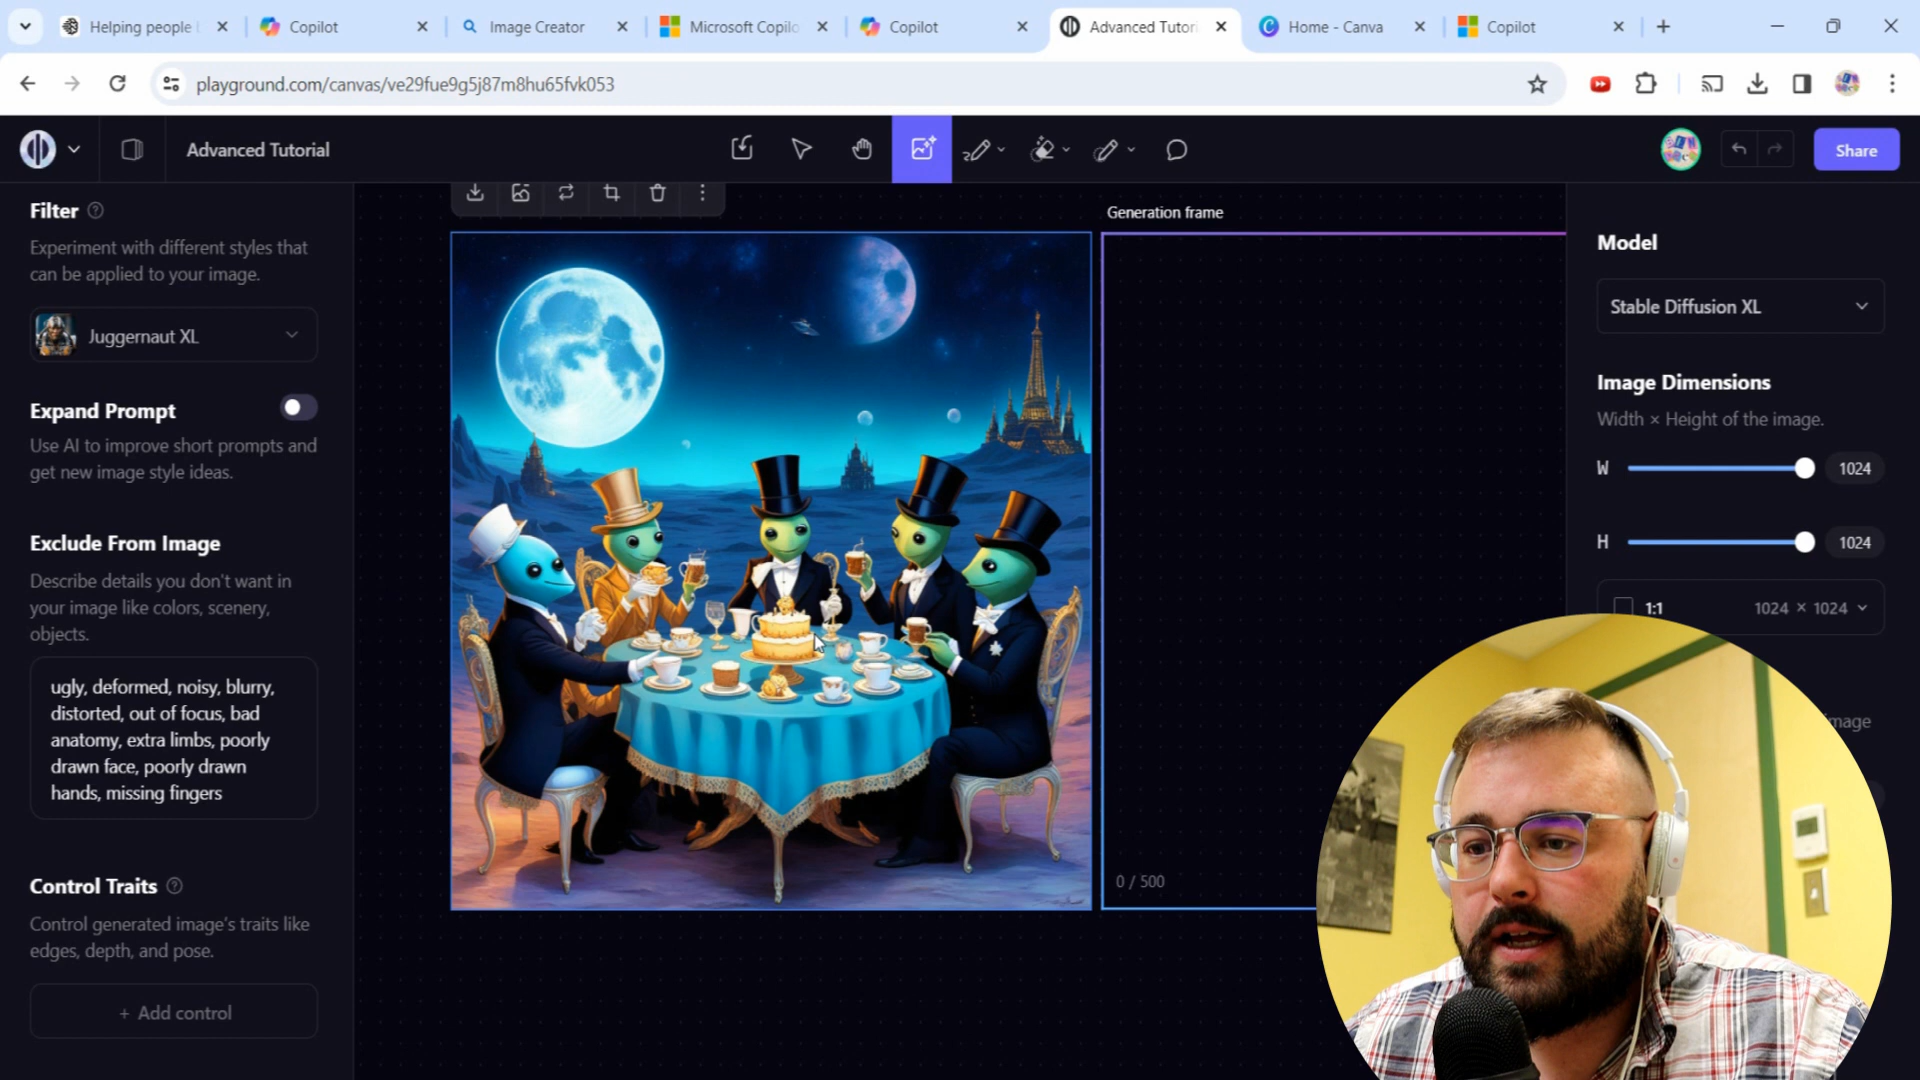 Helping people
Copilot
Image Creator
Microsoft Copilo
Copilot
Advanced Tutori
Home - Canva
Copilot
playground.com/canvas/ve29fue9g5j87m8hu65fvk053
Advanced Tutorial
Share
Filter
Experiment with different styles that
can be applied to your image.
Juggernaut XL
Expand Prompt
Use AI to improve short prompts and
get new image style ideas.
Exclude From Image
Describe details you don't want in
your image like colors, scenery,
objects.
ugly, deformed, noisy, blurry,
distorted, out of focus, bad
anatomy, extra limbs, poorly
drawn face, poorly drawn
hands, missing fingers
Control Traits
Control generated image's traits like
edges, depth, and pose.
+ Add control
Generation frame
0 / 500
Model
Stable Diffusion XL
Image Dimensions
Width × Height of the image.
W 1024
H 1024
1:1 1024 × 1024
mage